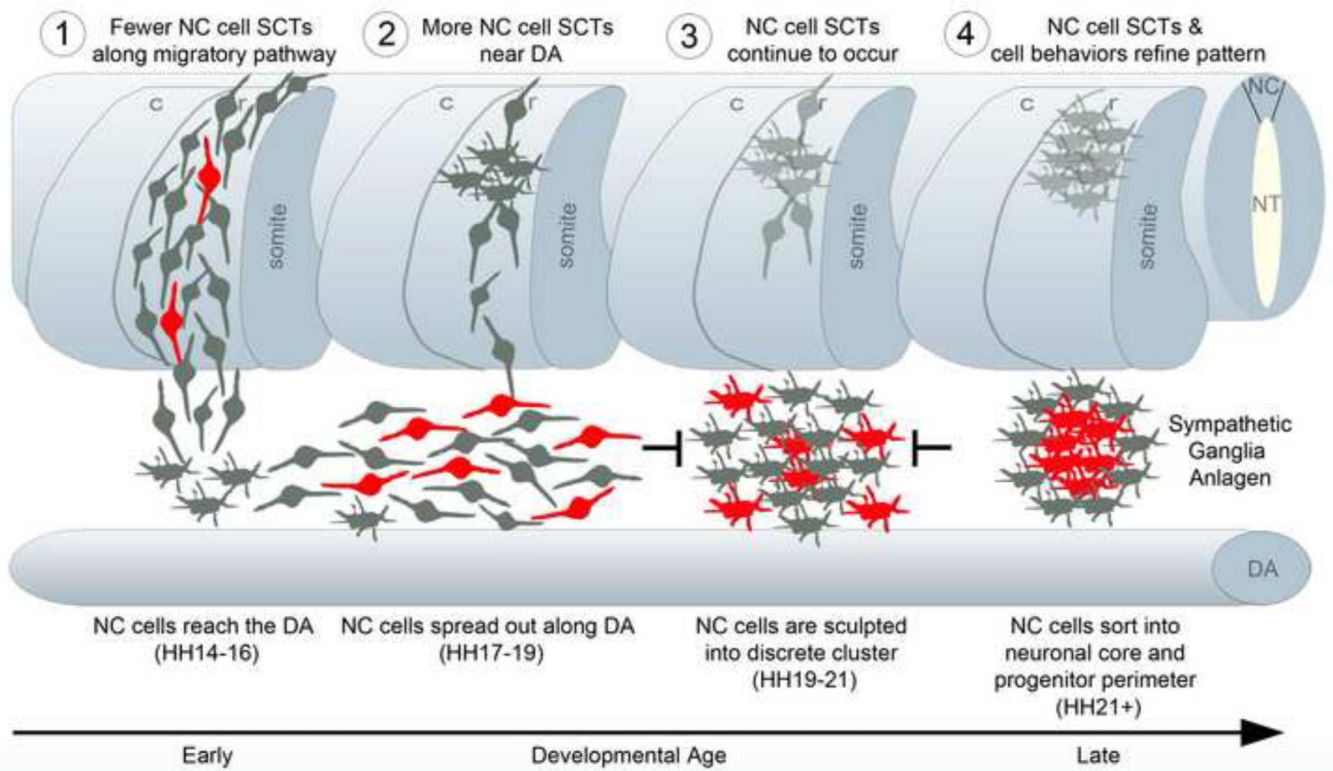 1
Fewer NC cell SCTs
along migratory pathway
2
More NC cell SCTs
near DA
3
NC cell SCTs
continue to occur
4
NC cell SCTs &
cell behaviors refine pattern
c
r
somite
c
r
somite
c
r
somite
c
r
somite
NC
NT
Sympathetic
Ganglia
Anlagen
DA
NC cells reach the DA
(HH14-16)
NC cells spread out along DA
(HH17-19)
NC cells are sculpted
into discrete cluster
(HH19-21)
NC cells sort into
neuronal core and
progenitor perimeter
(HH21+)
Early
Developmental Age
Late